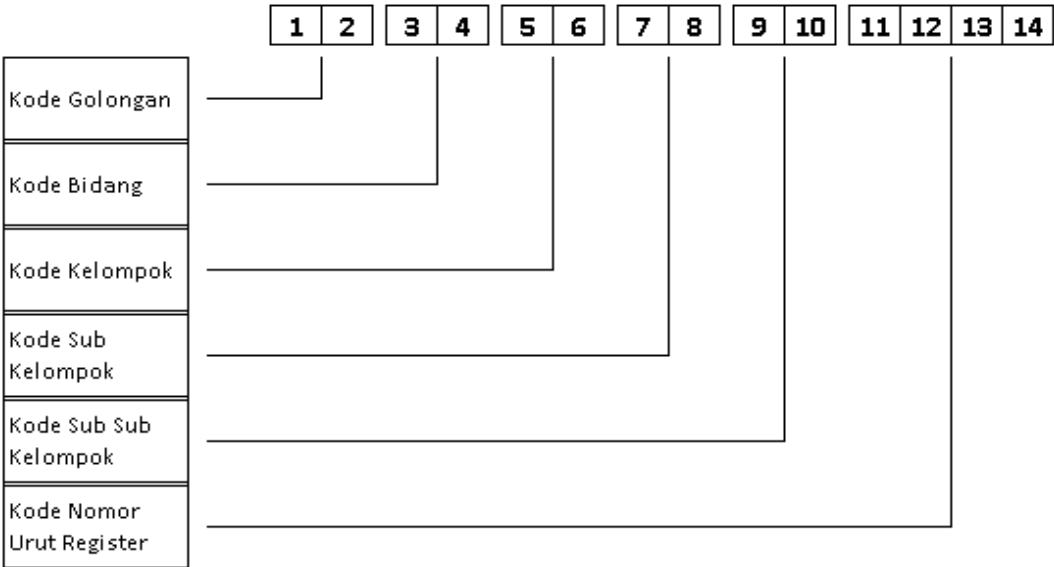 1 2 3 4 5 6 7 8 9 10 11 12 13 14
Kode Golongan
Kode Bidang
Kode Kelompok
Kode Sub
Kelompok
Kode Sub Sub
Kelompok
Kode Nomor
Urut Register